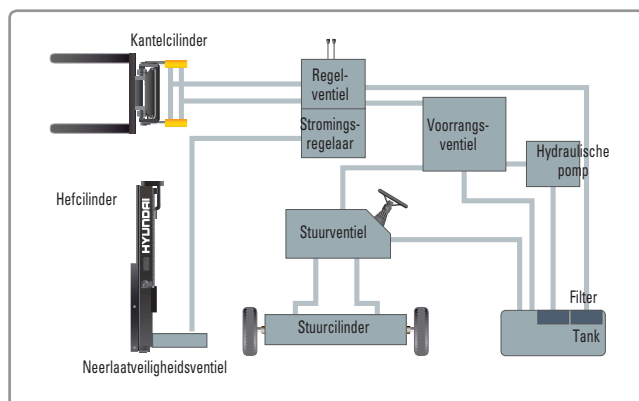 Kantelcilinder
Regel-
ventiel
Stromings-
regelaar
Voorrangs-
ventiel
Hydraulische
pomp
Hefcilinder
HYUNDAI
Stuurventiel
Stuurcilinder
Filter
Tank
Neerlaatveiligheidsventiel